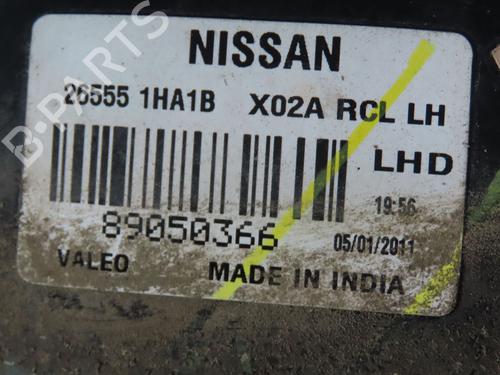 NISSAN
26555 1HA1B X02A RCL LH
LHD
19:56
89050366
05/01/2011
VALEO MADE IN INDIA
B-PARTS